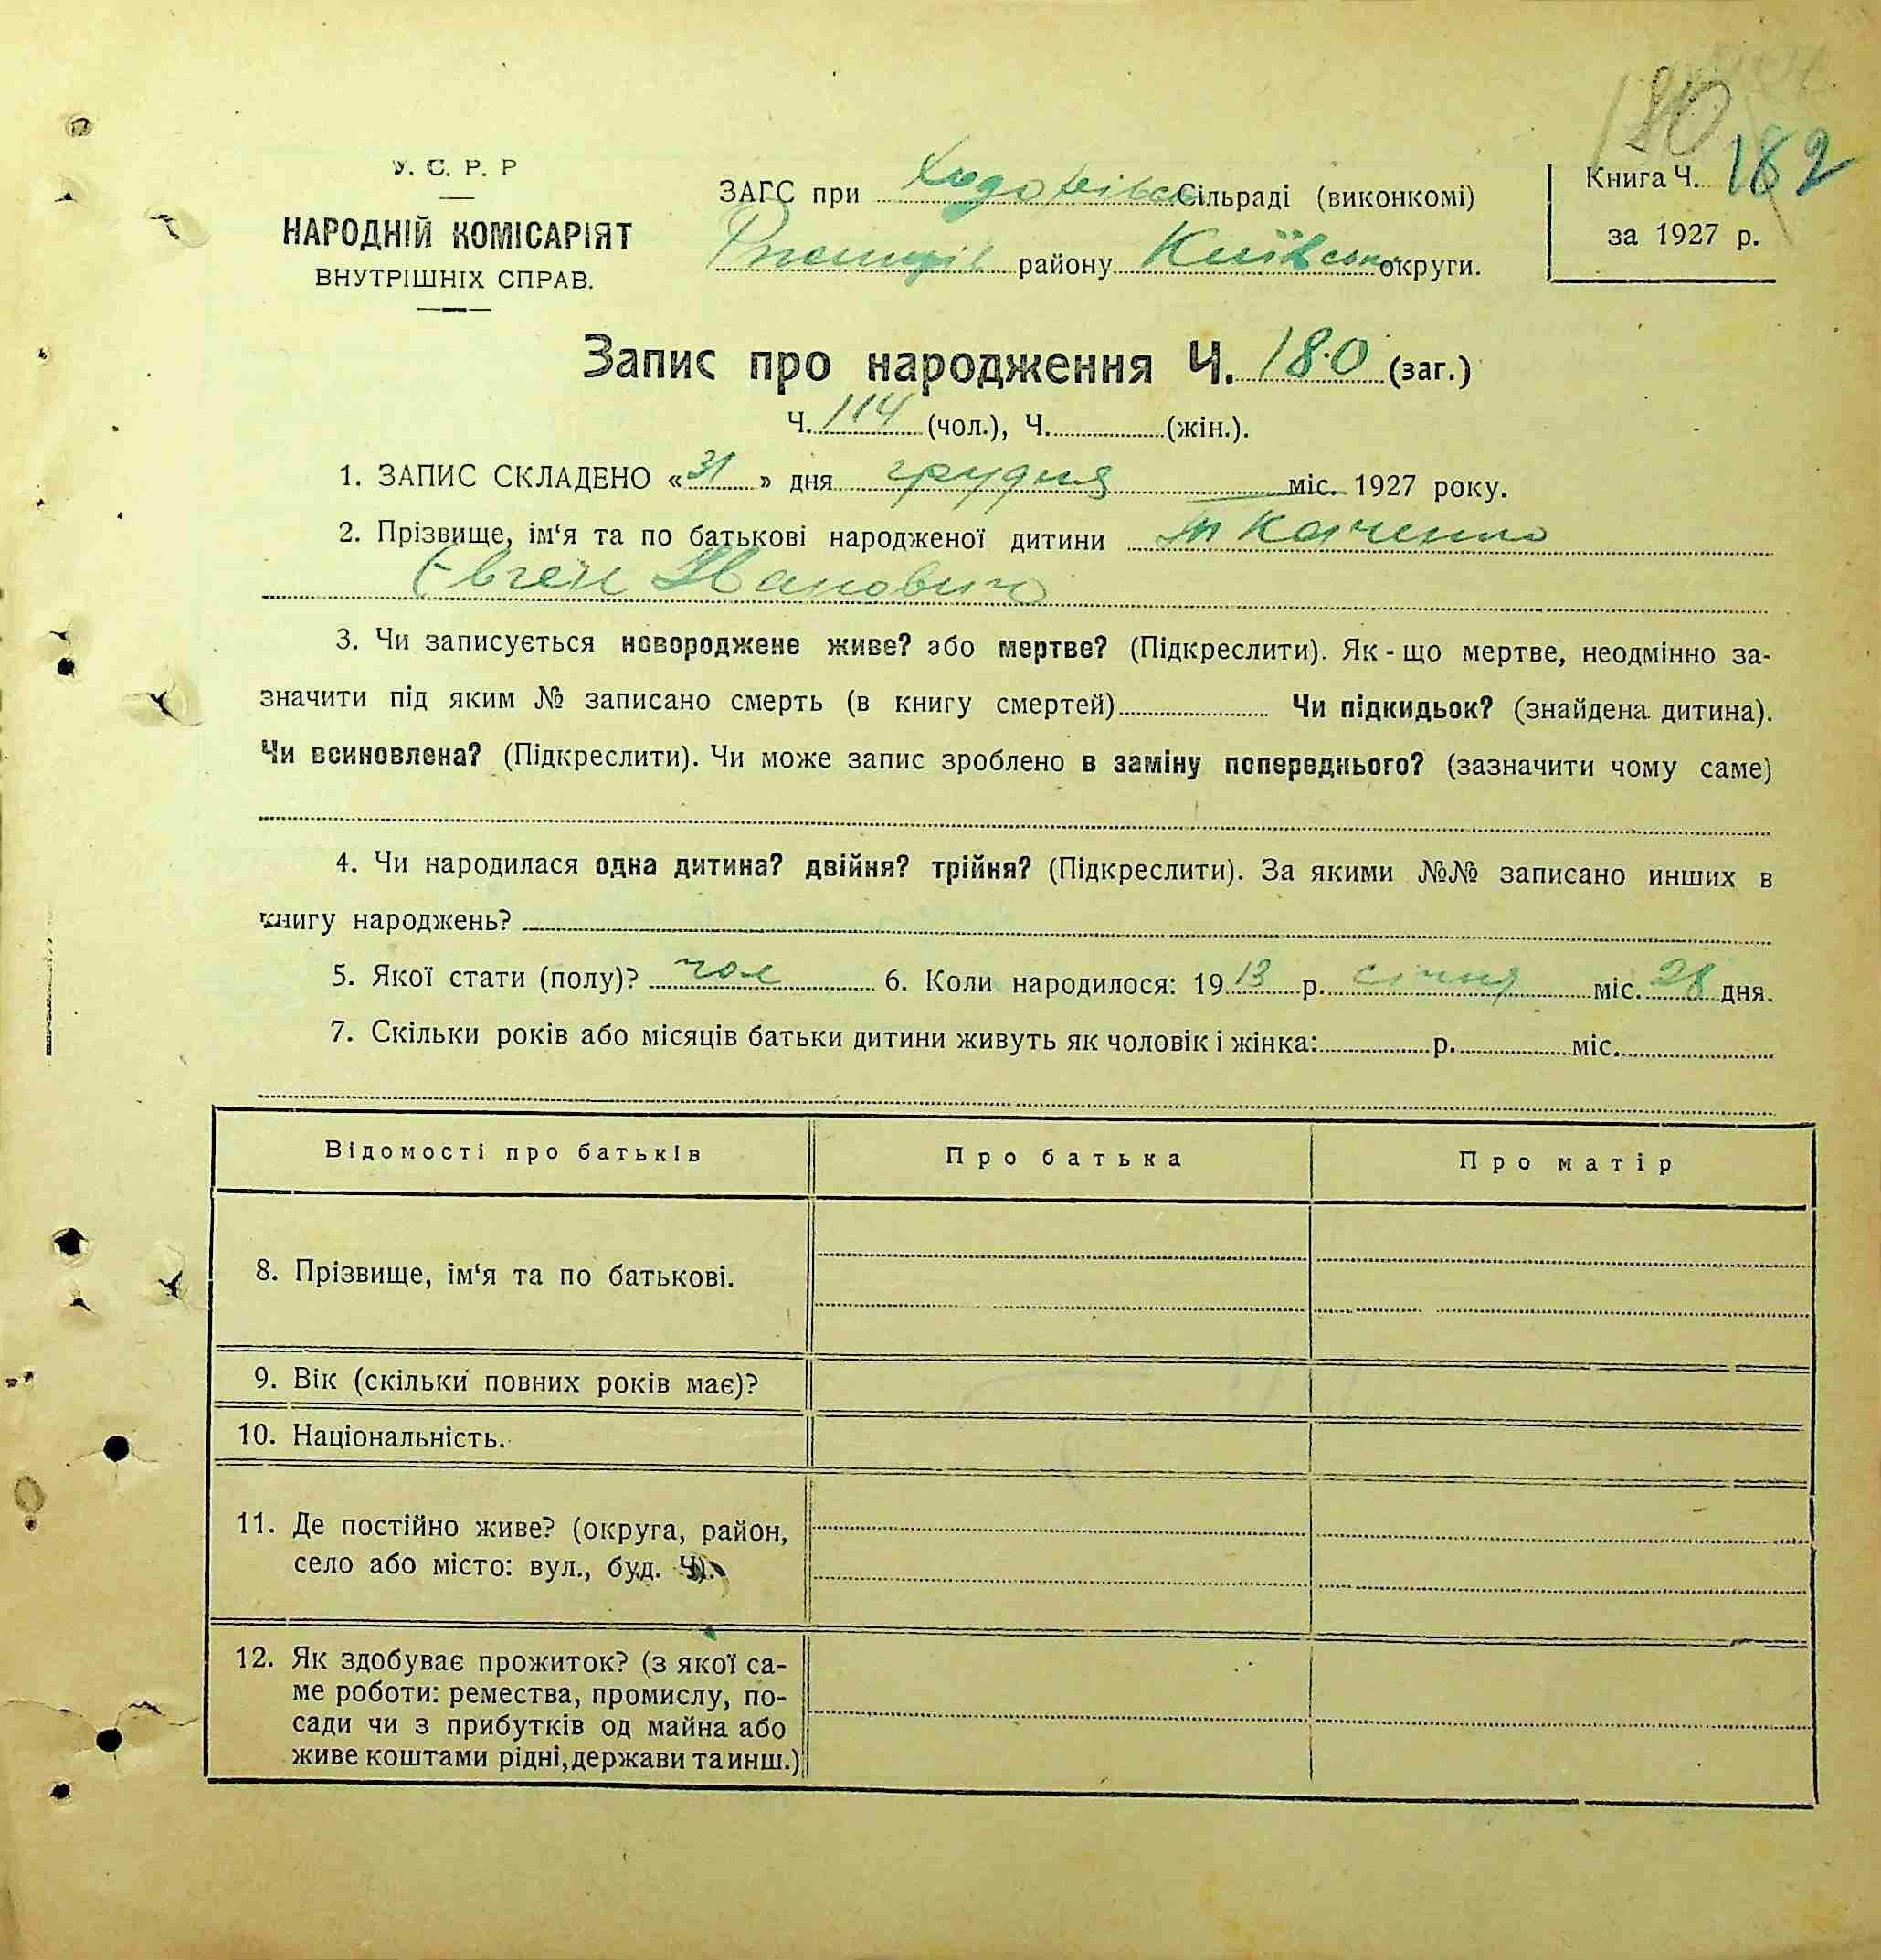 180
У. С. Р. Р
НАРОДНІЙ КОМІСАРІЯТ
ВНУТРІШНІХ СПРАВ.
ЗАГС при Сільраді (виконкомі)
Ржищів району Київської округи.
Книга Ч. 182
за 1927 р.
Запис про народження Ч. 180 (заг.)
Ч. 114 (чол.), Ч. (жін.).
1. ЗАПИС СКЛАДЕНО «31» дня грудня міс. 1927 року.
2. Прізвище, ім‘я та по батькові народженої дитини Ткаченко
Євген Іванович
3. Чи записується новороджене живе? або мертве? (Підкреслити). Як-що мертве, неодмінно за-
значити під яким № записано смерть (в книгу смертей) Чи підкидьок? (знайдена дитина).
Чи всиновлена? (Підкреслити). Чи може запис зроблено в заміну попереднього? (зазначити чому саме)
4. Чи народилася одна дитина? двійня? трійня? (Підкреслити). За якими №№ записано инших в
книгу народжень?
5. Якої стати (полу)? чол 6. Коли народилося: 1913 р. січня міс. 28 дня.
7. Скільки років або місяців батьки дитини живуть як чоловік і жінка: р. міс.
Відомості про батьків Про батька Про матір
8. Прізвище, ім‘я та по батькові.
9. Вік (скільки повних років має)?
10. Національність.
11. Де постійно живе? (округа, район,
село або місто: вул., буд. Ч).
12. Як здобуває прожиток? (з якої са-
ме роботи: ремества, промислу, по-
сади чи з прибутків од майна або
живе коштами рідні, держави та инш.)